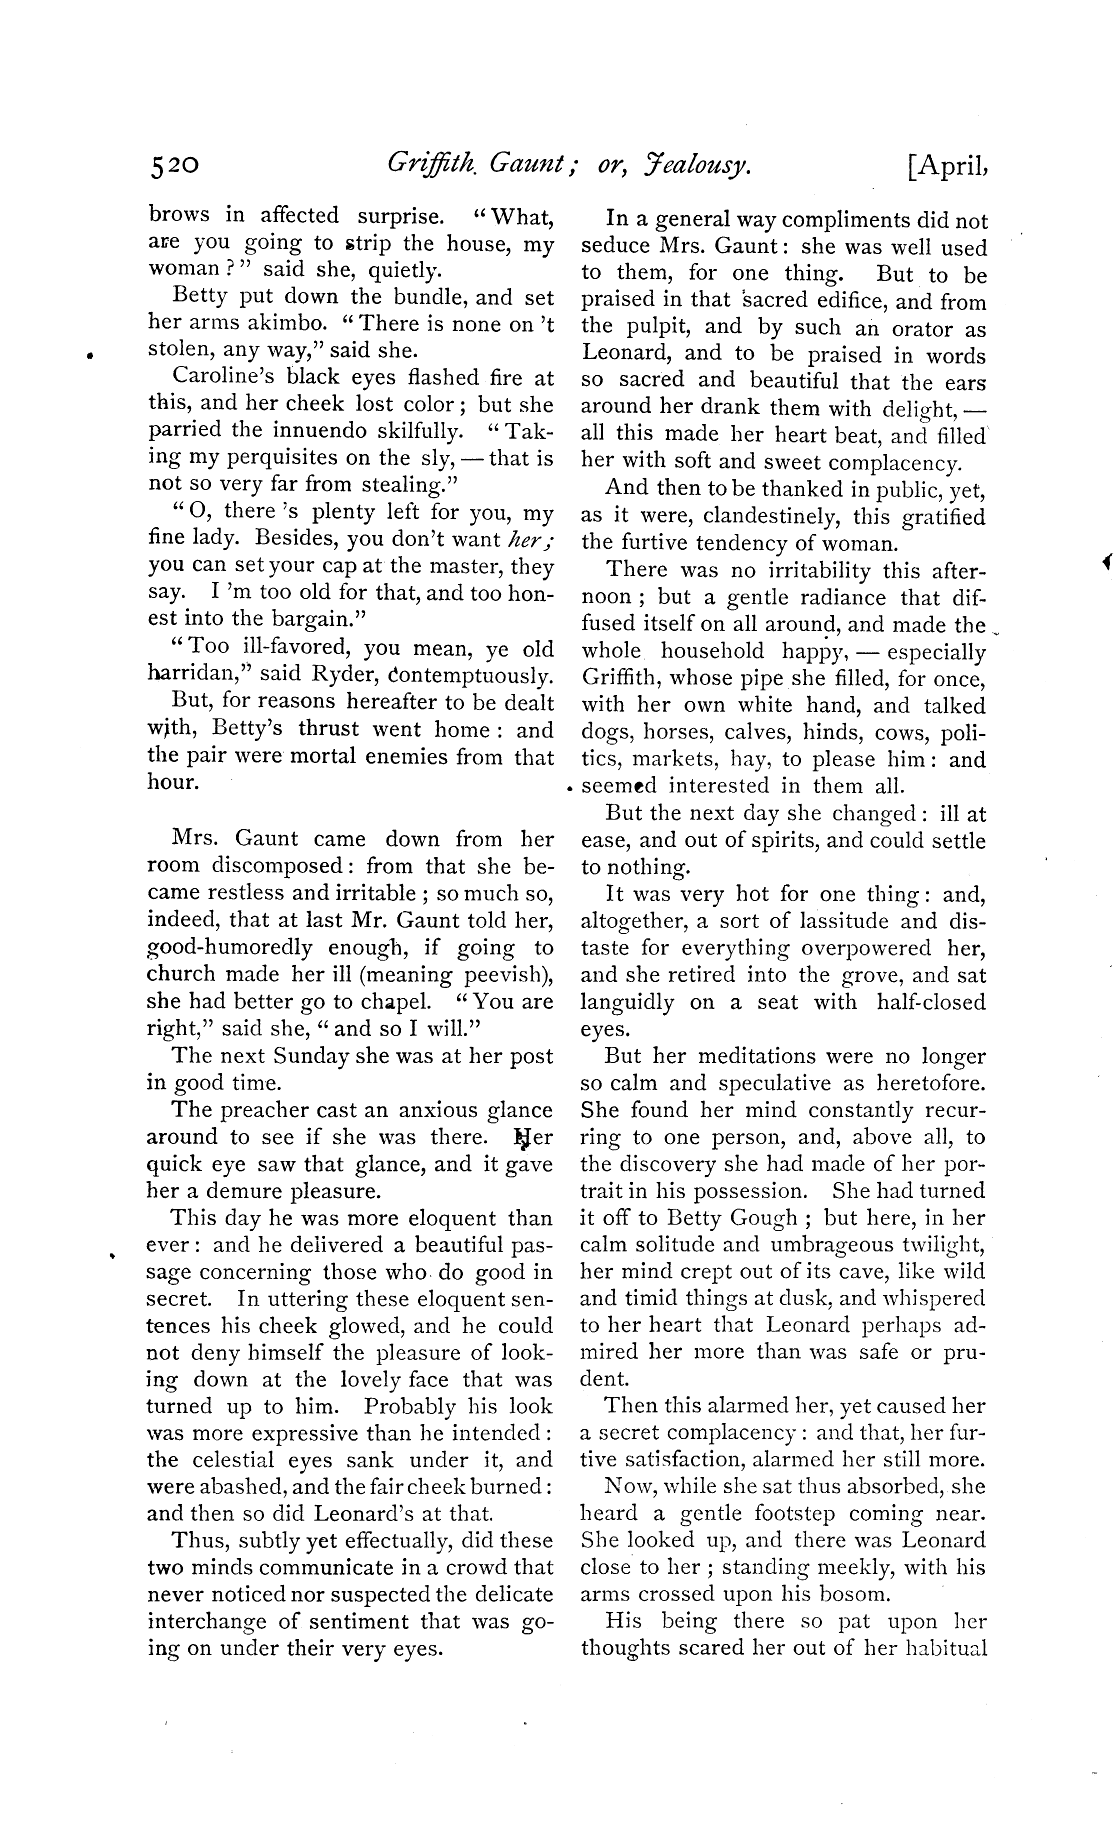 520 Griffith Gaunt; or, Jealousy. [April,
brows in affected surprise. "What,
are you going to strip the house, my
woman?" said she, quietly.
Betty put down the bundle, and set
her arms akimbo. "There is none on 't
stolen, any way," said she.
Caroline's black eyes flashed fire at
this, and her cheek lost color; but she
parried the innuendo skilfully. "Tak-
ing my perquisites on the sly, — that is
not so very far from stealing."
"O, there 's plenty left for you, my
fine lady. Besides, you don't want her;
you can set your cap at the master, they
say. I 'm too old for that, and too hon-
est into the bargain."
"Too ill-favored, you mean, ye old
harridan," said Ryder, contemptuously.
But, for reasons hereafter to be dealt
with, Betty's thrust went home: and
the pair were mortal enemies from that
hour.
Mrs. Gaunt came down from her
room discomposed: from that she be-
came restless and irritable; so much so,
indeed, that at last Mr. Gaunt told her,
good-humoredly enough, if going to
church made her ill (meaning peevish),
she had better go to chapel. "You are
right," said she, "and so I will."
The next Sunday she was at her post
in good time.
The preacher cast an anxious glance
around to see if she was there. Her
quick eye saw that glance, and it gave
her a demure pleasure.
This day he was more eloquent than
ever: and he delivered a beautiful pas-
sage concerning those who do good in
secret. In uttering these eloquent sen-
tences his cheek glowed, and he could
not deny himself the pleasure of look-
ing down at the lovely face that was
turned up to him. Probably his look
was more expressive than he intended:
the celestial eyes sank under it, and
were abashed, and the fair cheek burned:
and then so did Leonard's at that.
Thus, subtly yet effectually, did these
two minds communicate in a crowd that
never noticed nor suspected the delicate
interchange of sentiment that was go-
ing on under their very eyes.
In a general way compliments did not
seduce Mrs. Gaunt: she was well used
to them, for one thing. But to be
praised in that sacred edifice, and from
the pulpit, and by such an orator as
Leonard, and to be praised in words
so sacred and beautiful that the ears
around her drank them with delight, —
all this made her heart beat, and filled
her with soft and sweet complacency.
And then to be thanked in public, yet,
as it were, clandestinely, this gratified
the furtive tendency of woman.
There was no irritability this after-
noon; but a gentle radiance that dif-
fused itself on all around, and made the
whole household happy, — especially
Griffith, whose pipe she filled, for once,
with her own white hand, and talked
dogs, horses, calves, hinds, cows, poli-
tics, markets, hay, to please him: and
seemed interested in them all.
But the next day she changed: ill at
ease, and out of spirits, and could settle
to nothing.
It was very hot for one thing: and,
altogether, a sort of lassitude and dis-
taste for everything overpowered her,
and she retired into the grove, and sat
languidly on a seat with half-closed
eyes.
But her meditations were no longer
so calm and speculative as heretofore.
She found her mind constantly recur-
ring to one person, and, above all, to
the discovery she had made of her por-
trait in his possession. She had turned
it off to Betty Gough; but here, in her
calm solitude and umbrageous twilight,
her mind crept out of its cave, like wild
and timid things at dusk, and whispered
to her heart that Leonard perhaps ad-
mired her more than was safe or pru-
dent.
Then this alarmed her, yet caused her
a secret complacency: and that, her fur-
tive satisfaction, alarmed her still more.
Now, while she sat thus absorbed, she
heard a gentle footstep coming near.
She looked up, and there was Leonard
close to her; standing meekly, with his
arms crossed upon his bosom.
His being there so pat upon her
thoughts scared her out of her habitual